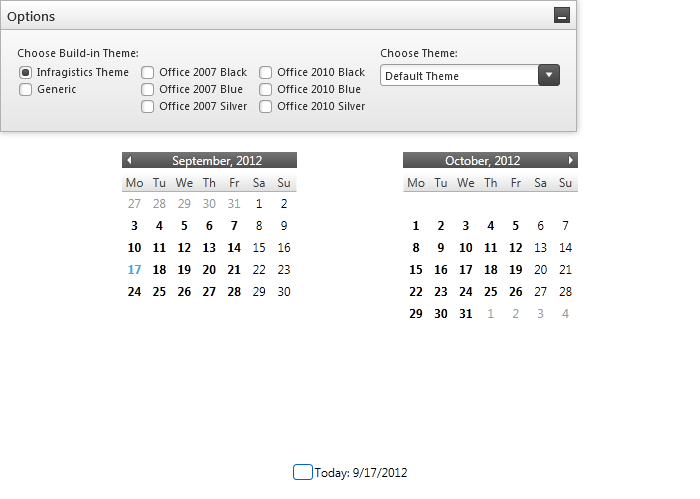 Options
Choose Build-in Theme:
Infragistics Theme
Generic
Office 2007 Black
Office 2007 Blue
Office 2007 Silver
Office 2010 Black
Office 2010 Blue
Office 2010 Silver
Choose Theme:
Default Theme
September, 2012
Mo Tu We Th Fr Sa Su
27 28 29 30 31 1 2
3 4 5 6 7 8 9
10 11 12 13 14 15 16
17 18 19 20 21 22 23
24 25 26 27 28 29 30
October, 2012
Mo Tu We Th Fr Sa Su
1 2 3 4 5 6 7
8 9 10 11 12 13 14
15 16 17 18 19 20 21
22 23 24 25 26 27 28
29 30 31 1 2 3 4
Today: 9/17/2012